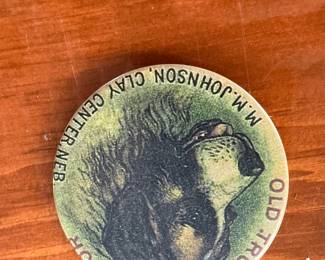 M.M. JOHNSON, CLAY CENTER, NEB.
OLD